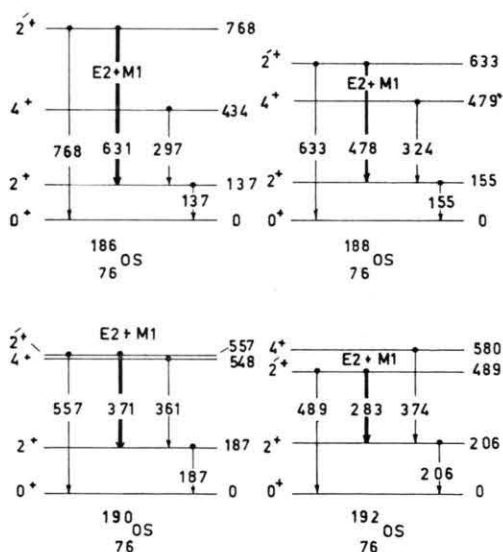 2'+ 768
E2+M1
4+ 434
768 631 297
2+ 137
137
0+ 0
186
OS
76
2'+ 633
E2+M1
4+ 479*
633 478 324
2+ 155
155
0+ 0
188
OS
76
2'+ E2+M1 557
4+ 548
557 371 361
2+ 187
187
0+ 0
190
OS
76
4+ 580
E2+M1
2'+ 489
489 283 374
2+ 206
206
0+ 0
192
OS
76